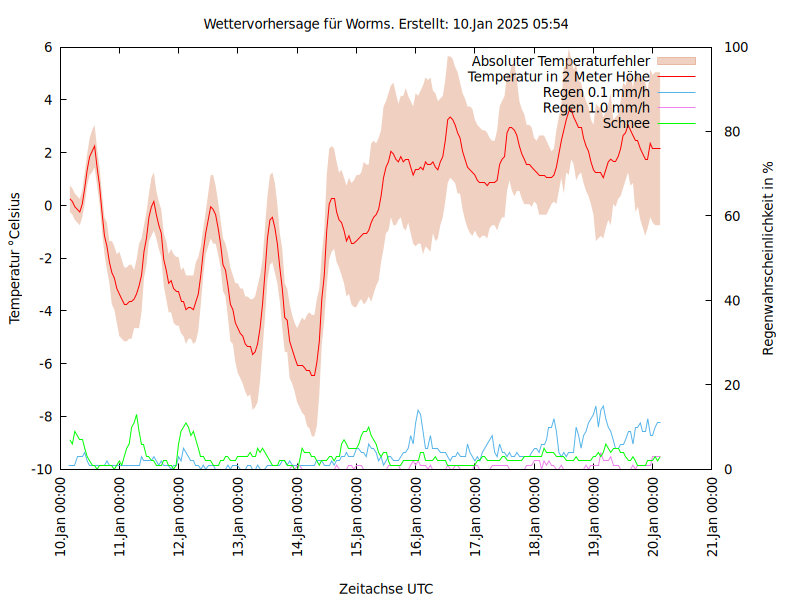 Wettervorhersage für Worms. Erstellt: 10.Jan 2025 05:54
Absoluter Temperaturfehler
Temperatur in 2 Meter Höhe
Regen 0.1 mm/h
Regen 1.0 mm/h
Schnee
Temperatur °Celsius
6
4
2
0
-2
-4
-6
-8
-10
Regenwahrscheinlichkeit in %
100
80
60
40
20
0
10.Jan 00:00
11.Jan 00:00
12.Jan 00:00
13.Jan 00:00
14.Jan 00:00
15.Jan 00:00
16.Jan 00:00
17.Jan 00:00
18.Jan 00:00
19.Jan 00:00
20.Jan 00:00
21.Jan 00:00
Zeitachse UTC